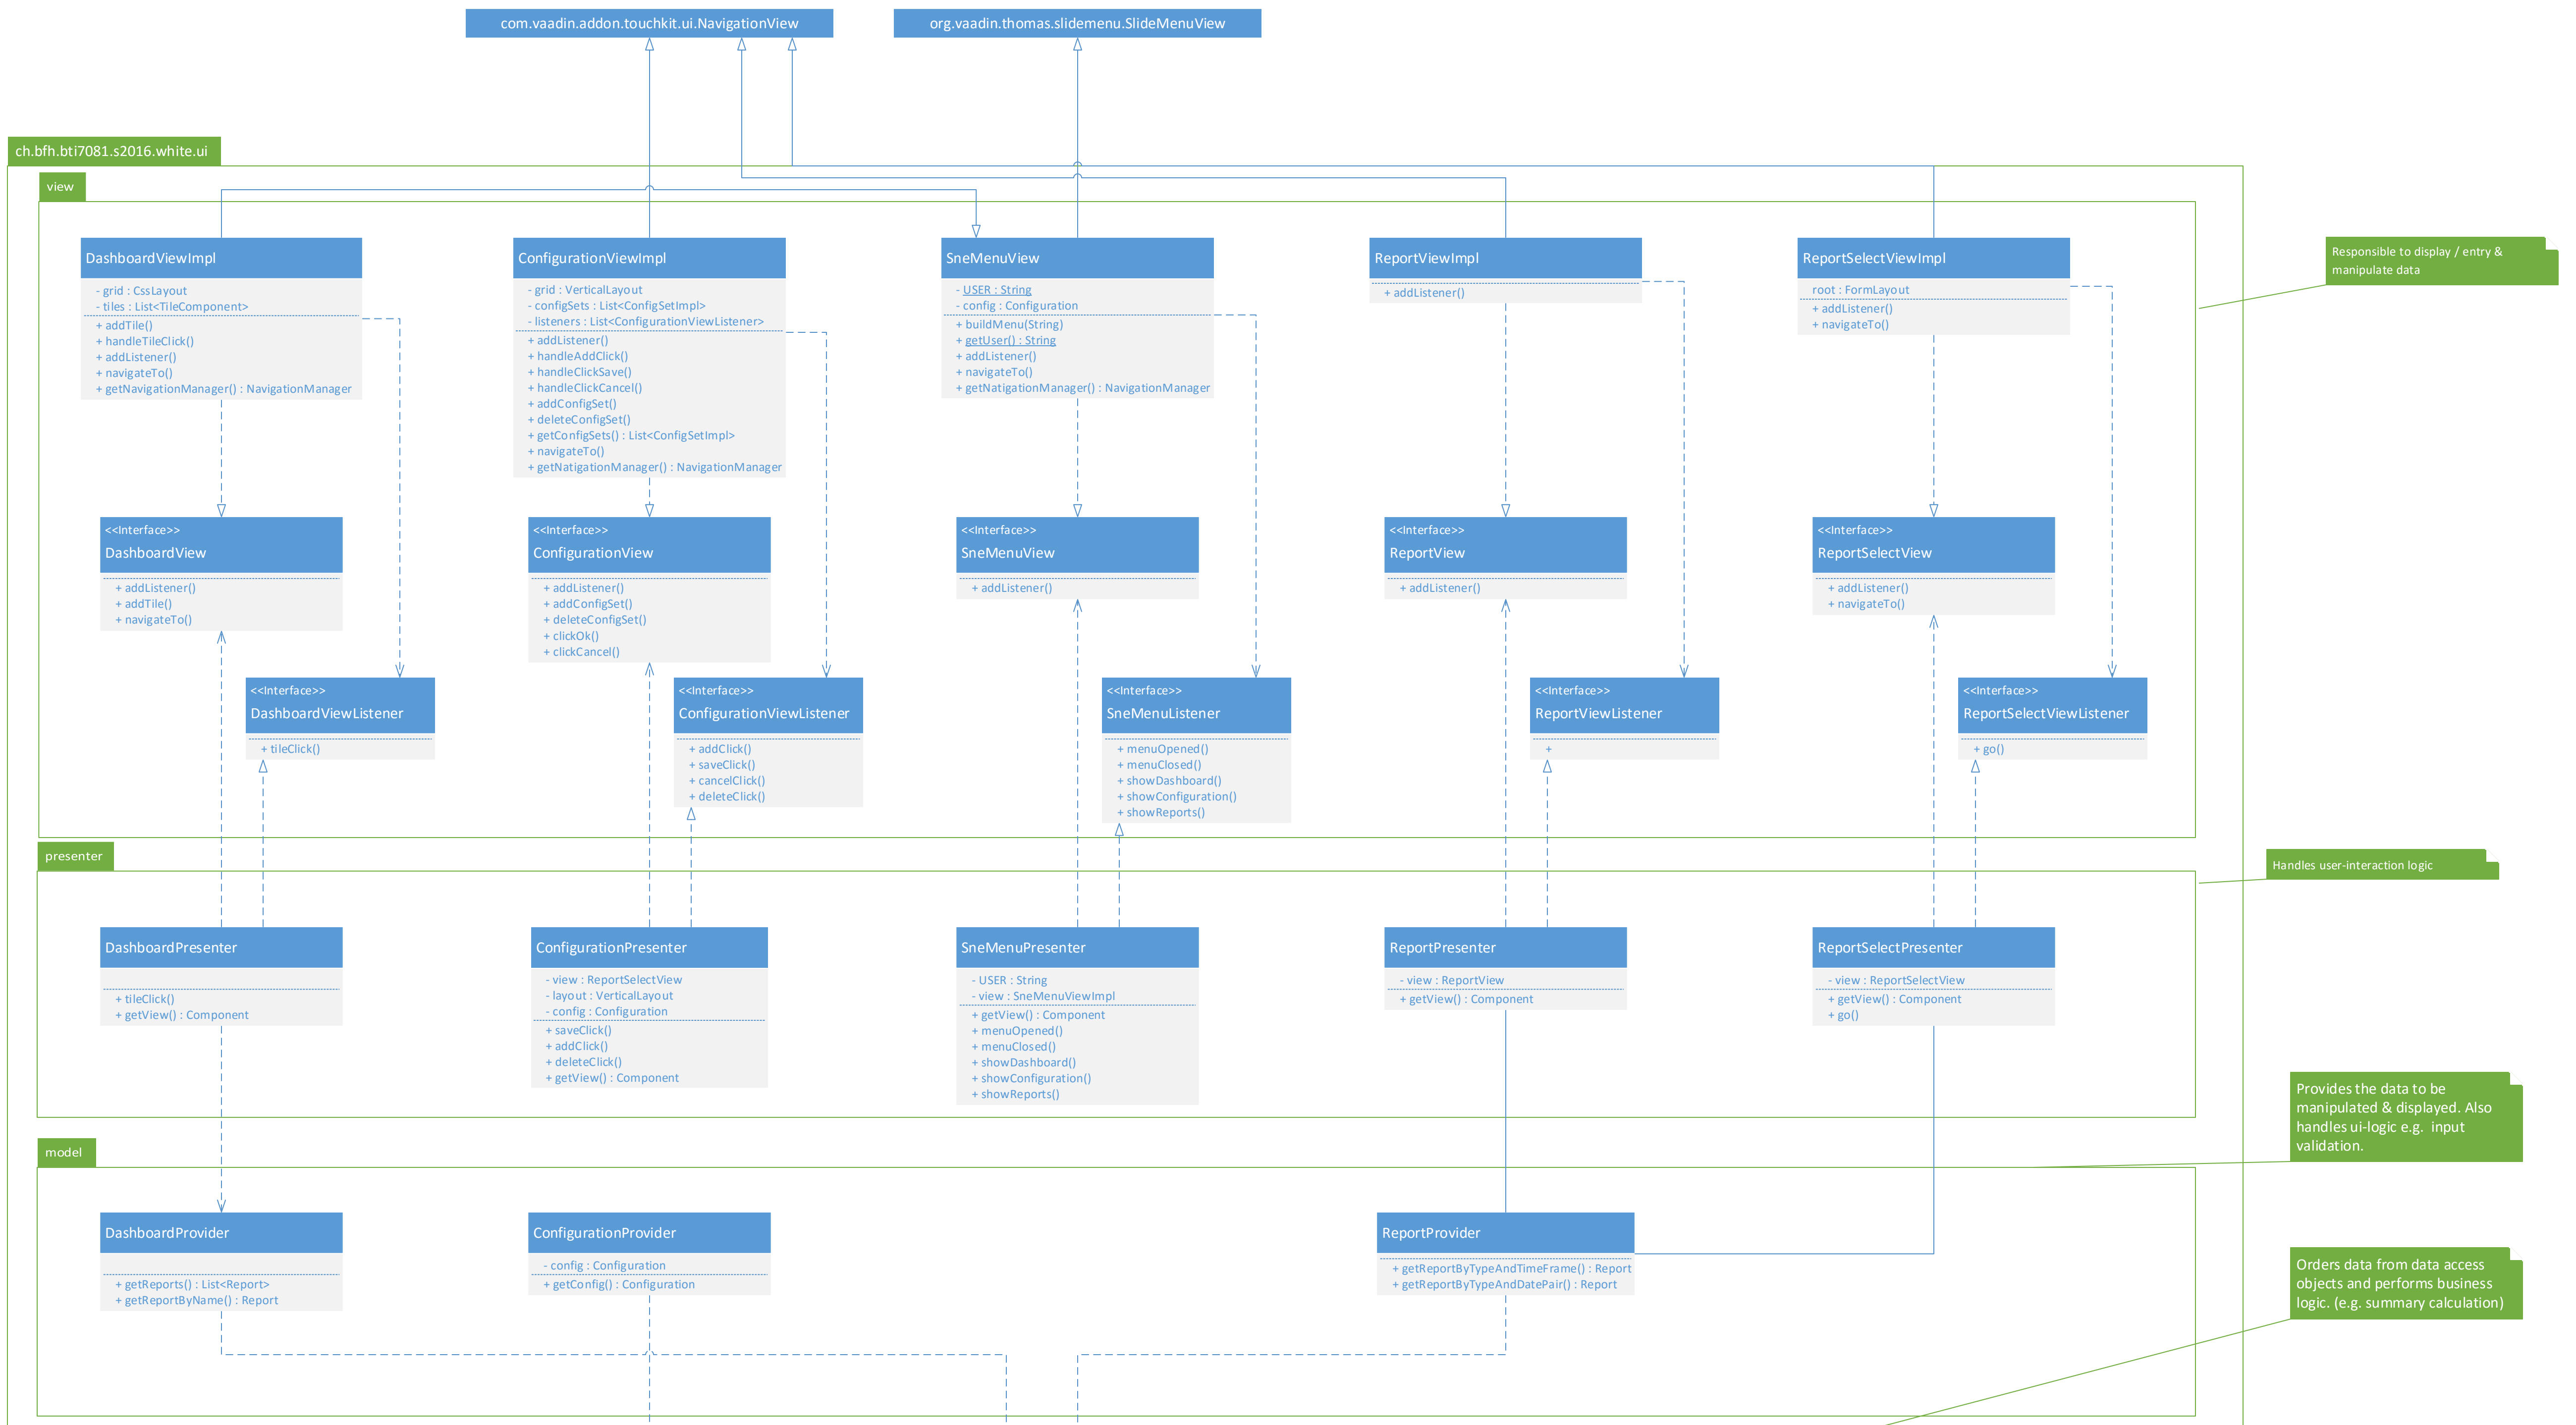 com.vaadin.addon.touchkit.ui.NavigationView
org.vaadin.thomas.slidemenu.SlideMenuView
ch.bfh.bti7081.s2016.white.ui
view
DashboardViewImpl
- grid : CssLayout
- tiles : List<TileComponent>
+ addTile()
+ handleTileClick()
+ addListener()
+ navigateTo()
+ getNavigationManager() : NavigationManager
ConfigurationViewImpl
- grid : VerticalLayout
- configSets : List<ConfigSetImpl>
- listeners : List<ConfigurationViewListener>
+ addListener()
+ handleAddClick()
+ handleClickSave()
+ handleClickCancel()
+ addConfigSet()
+ deleteConfigSet()
+ getConfigSets() : List<ConfigSetImpl>
+ navigateTo()
+ getNatigationManager() : NavigationManager
SneMenuView
- USER : String
- config : Configuration
+ buildMenu(String)
+ getUser() : String
+ addListener()
+ navigateTo()
+ getNatigationManager() : NavigationManager
ReportViewImpl
+ addListener()
ReportSelectViewImpl
root : FormLayout
+ addListener()
+ navigateTo()
Responsible to display / entry &
manipulate data
<<Interface>>
DashboardView
+ addListener()
+ addTile()
+ navigateTo()
<<Interface>>
ConfigurationView
+ addListener()
+ addConfigSet()
+ deleteConfigSet()
+ clickOk()
+ clickCancel()
<<Interface>>
SneMenuView
+ addListener()
<<Interface>>
ReportView
+ addListener()
<<Interface>>
ReportSelectView
+ addListener()
+ navigateTo()
<<Interface>>
DashboardViewListener
+ tileClick()
<<Interface>>
ConfigurationViewListener
+ addClick()
+ saveClick()
+ cancelClick()
+ deleteClick()
<<Interface>>
SneMenuListener
+ menuOpened()
+ menuClosed()
+ showDashboard()
+ showConfiguration()
+ showReports()
<<Interface>>
ReportViewListener
+
<<Interface>>
ReportSelectViewListener
+ go()
presenter
Handles user-interaction logic
DashboardPresenter
+ tileClick()
+ getView() : Component
ConfigurationPresenter
- view : ReportSelectView
- layout : VerticalLayout
- config : Configuration
+ saveClick()
+ addClick()
+ deleteClick()
+ getView() : Component
SneMenuPresenter
- USER : String
- view : SneMenuViewImpl
+ getView() : Component
+ menuOpened()
+ menuClosed()
+ showDashboard()
+ showConfiguration()
+ showReports()
ReportPresenter
- view : ReportView
+ getView() : Component
ReportSelectPresenter
- view : ReportSelectView
+ getView() : Component
+ go()
Provides the data to be
manipulated & displayed. Also
handles ui-logic e.g. input
validation.
model
DashboardProvider
+ getReports() : List<Report>
+ getReportByName() : Report
ConfigurationProvider
- config : Configuration
+ getConfig() : Configuration
ReportProvider
+ getReportByTypeAndTimeFrame() : Report
+ getReportByTypeAndDatePair() : Report
Orders data from data access
objects and performs business
logic. (e.g. summary calculation)